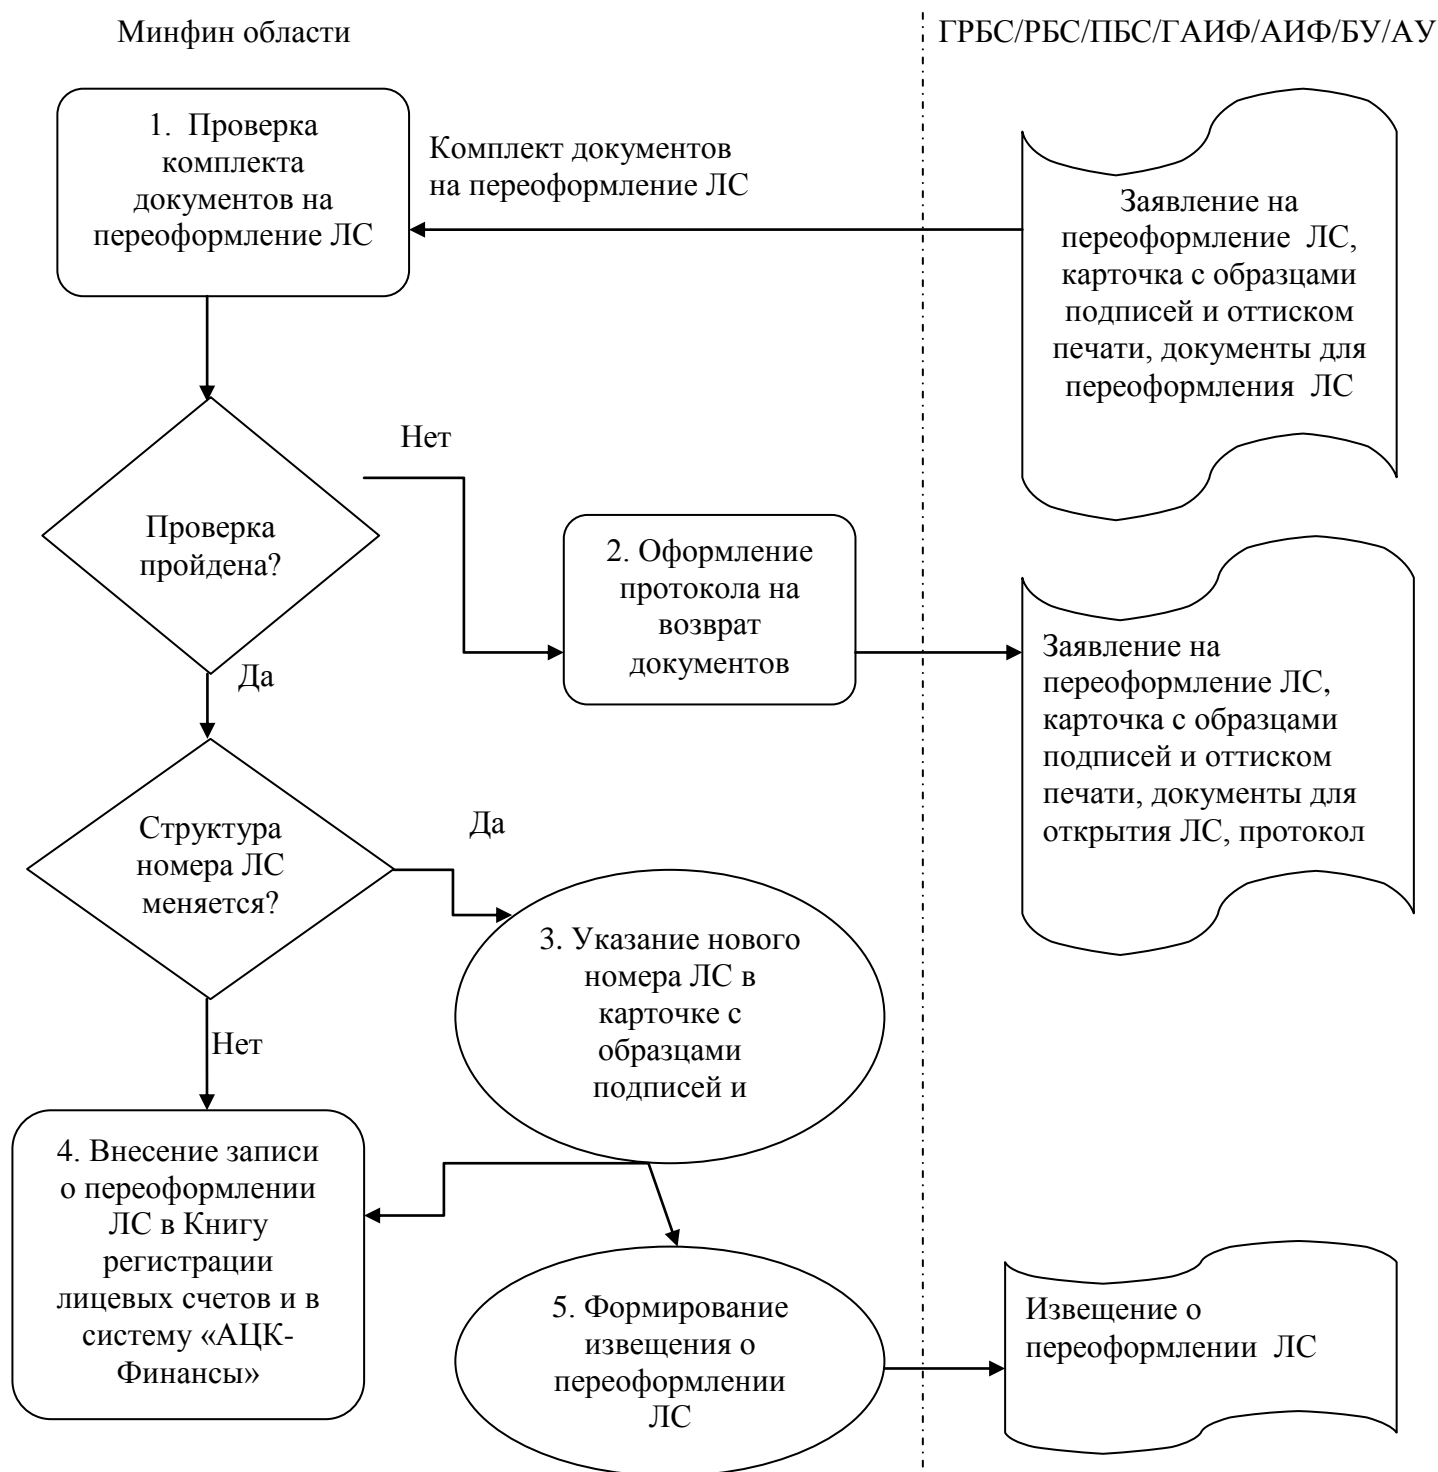 Минфин области
ГРБС/РБС/ПБС/ГАИФ/АИФ/БУ/АУ
1. Проверка
комплекта
документов на
переоформление ЛС
Комплект документов
на переоформление ЛС
Заявление на
переоформление ЛС,
карточка с образцами
подписей и оттиском
печати, документы для
переоформления ЛС
Нет
Проверка
пройдена?
2. Оформление
протокола на
возврат
документов
Заявление на
переоформление ЛС,
карточка с образцами
подписей и оттиском
печати, документы для
открытия ЛС, протокол
Да
Структура
номера ЛС
меняется?
Да
3. Указание нового
номера ЛС в
карточке с
образцами
подписей и
Нет
4. Внесение записи
о переоформлении
ЛС в Книгу
регистрации
лицевых счетов и в
систему «АЦК-
Финансы»
5. Формирование
извещения о
переоформлении
ЛС
Извещение о
переоформлении ЛС